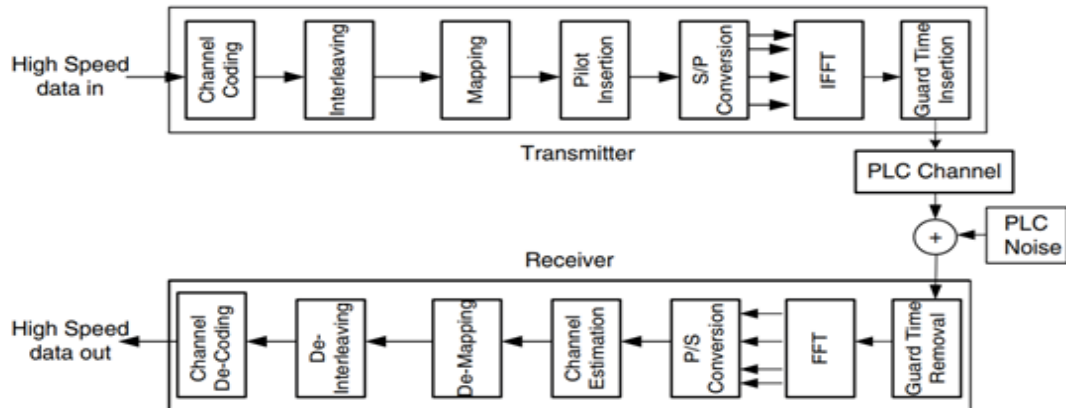 High Speed
data in
Channel
Coding
Interleaving
Mapping
Pilot
Insertion
S/P
Conversion
IFFT
Guard Time
Insertion
Transmitter
PLC Channel
+
PLC
Noise
Receiver
High Speed
data out
Channel
De-Coding
De-
Interleaving
De-Mapping
Channel
Estimation
P/S
Conversion
FFT
Guard Time
Removal